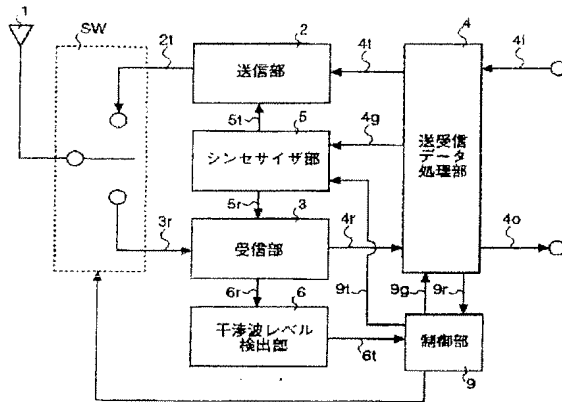 1
SW
2t
2
4t
4
4i
送信部
5t
5
4g
シンセサイザ部
送受信
データ
処理部
5r
3
3r
受信部
4r
4o
6r
6
9t
9g
9r
干渉波レベル
検出部
6t
制御部
9